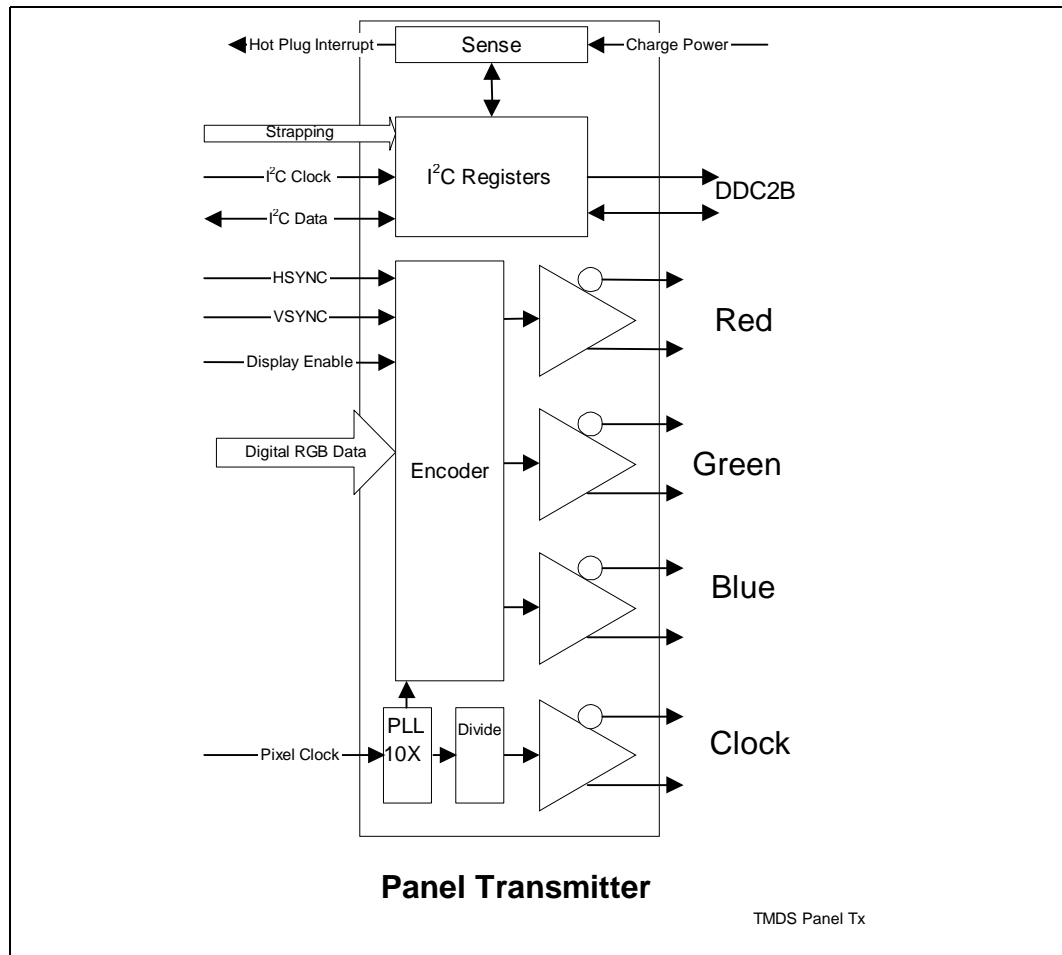 Hot Plug Interrupt
Sense
Charge Power
Strapping
I²C Clock
I²C Registers
DDC2B
I²C Data
HSYNC
VSYNC
Display Enable
Red
Digital RGB Data
Encoder
Green
Blue
Pixel Clock
PLL
10X
Divide
Clock
Panel Transmitter
TMDS Panel Tx